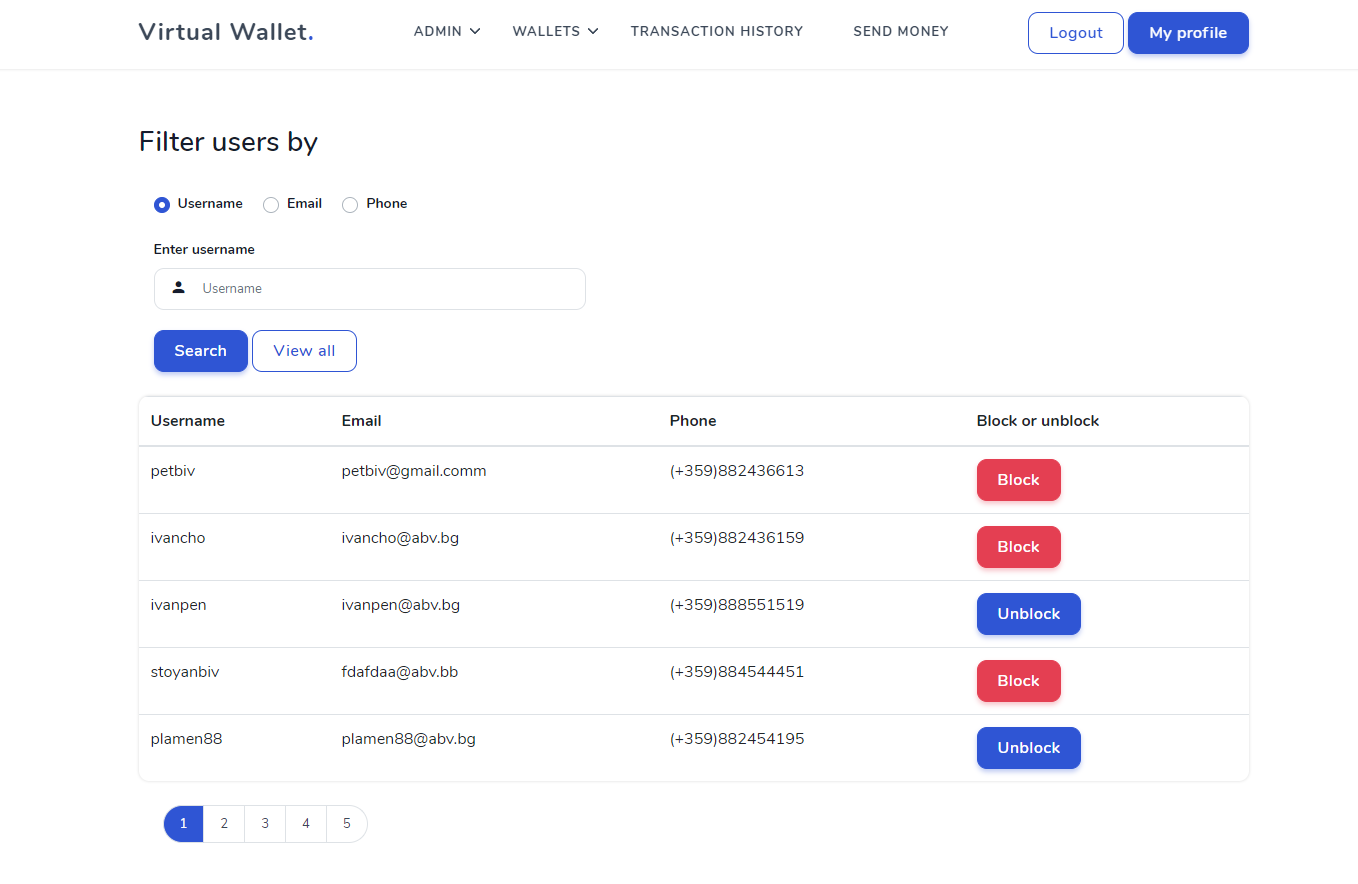 Virtual Wallet. ADMIN WALLETS TRANSACTION HISTORY SEND MONEY Logout My profile
Filter users by
Username Email Phone
Enter username
Username
Search View all
Username Email Phone Block or unblock
petbiv petbiv@gmail.comm (+359)882436613 Block
ivancho ivancho@abv.bg (+359)882436159 Block
ivanpen ivanpen@abv.bg (+359)888551519 Unblock
stoyanbiv fdafdaa@abv.bb (+359)884544451 Block
plamen88 plamen88@abv.bg (+359)882454195 Unblock
1 2 3 4 5